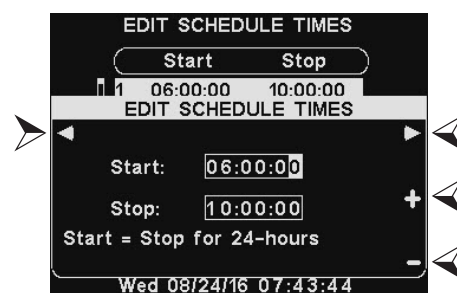 EDIT SCHEDULE TIMES
Start Stop
1 06:00:00 10:00:00
EDIT SCHEDULE TIMES
Start: 06:00:00
Stop: 10:00:00
+
Start = Stop for 24-hours
-
Wed 08/24/16 07:43:44